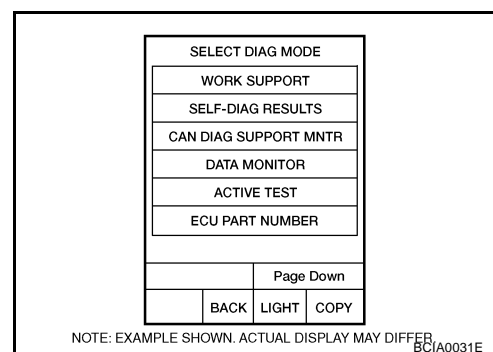 SELECT DIAG MODE
WORK SUPPORT
SELF-DIAG RESULTS
CAN DIAG SUPPORT MNTR
DATA MONITOR
ACTIVE TEST
ECU PART NUMBER
Page Down
BACK LIGHT COPY
NOTE: EXAMPLE SHOWN. ACTUAL DISPLAY MAY DIFFER.
BCIA0031E